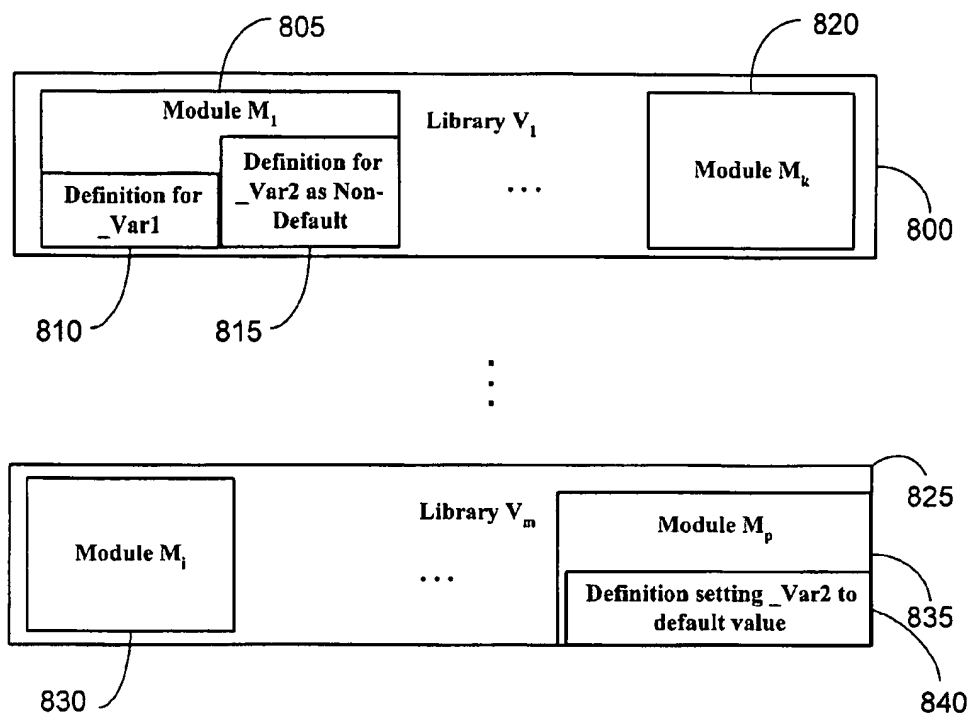 805
820
Module M1
Library V1
Definition for
_Var1
Definition for
_Var2 as Non-
Default
...
Module Mk
800
810
815
825
Library Vm
Module Mi
...
Module Mp
Definition setting _Var2 to
default value
835
830
840